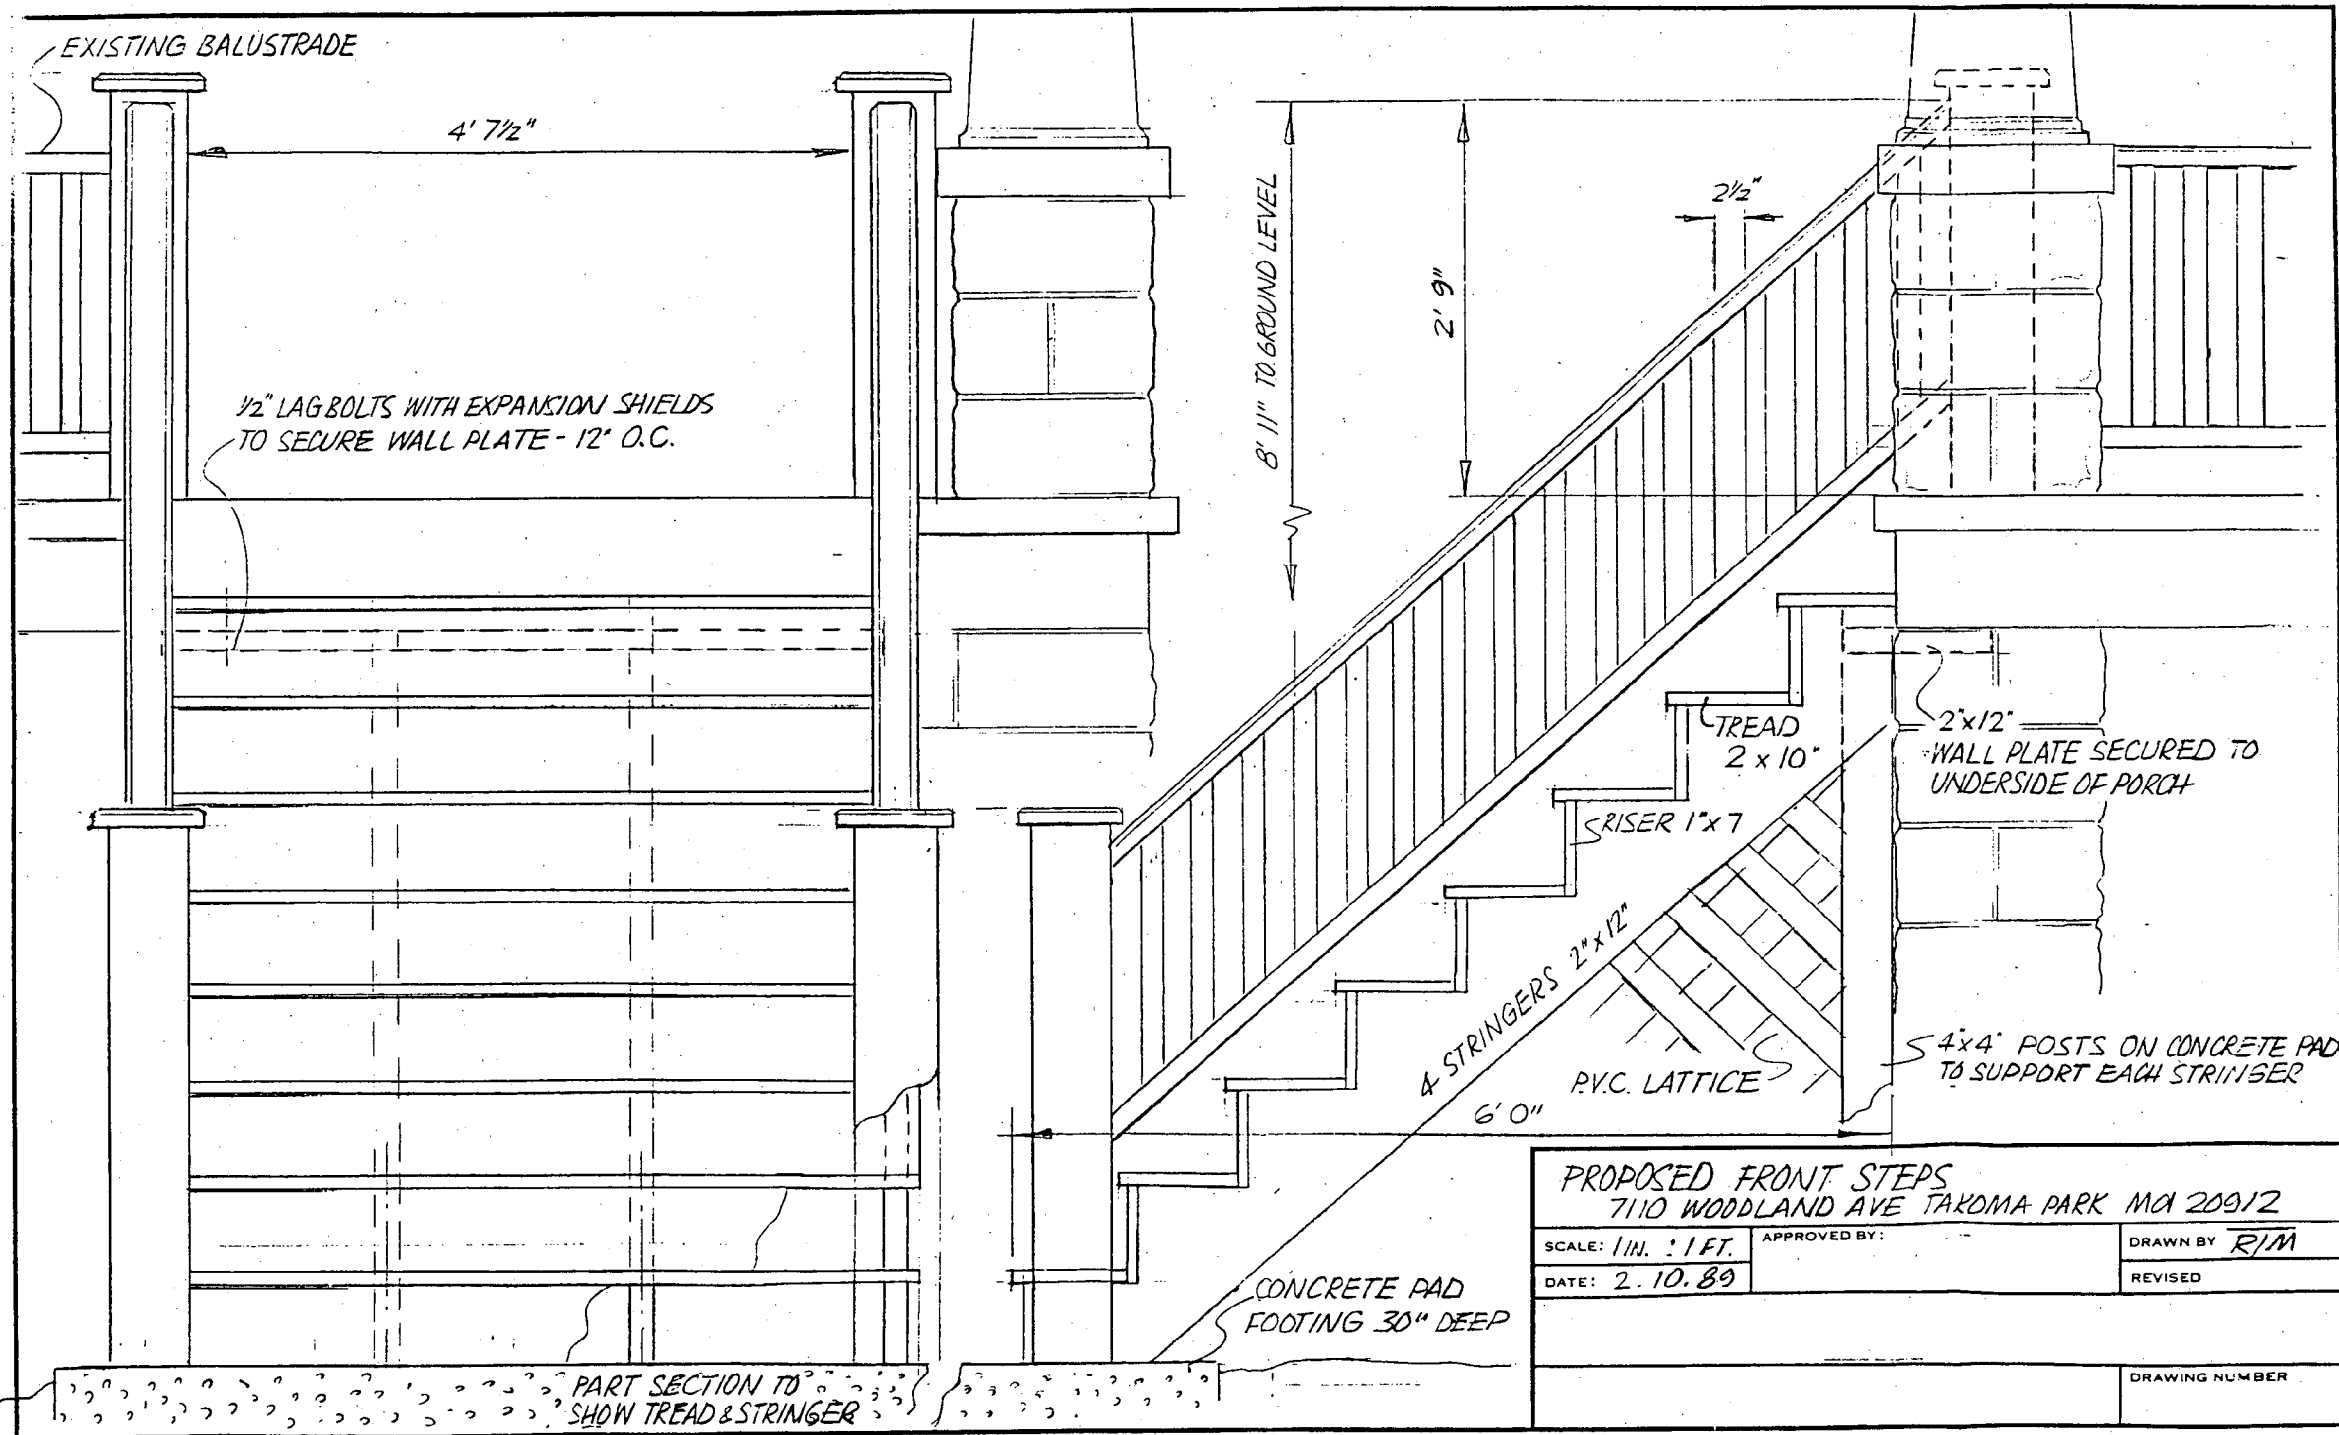 EXISTING BALUSTRADE
4' 7½"
½" LAG BOLTS WITH EXPANSION SHIELDS
TO SECURE WALL PLATE - 12" O.C.
8' 11" TO GROUND LEVEL
2' 9"
2½"
TREAD
2 x 10"
RISER 1" x 7
2" x 12"
WALL PLATE SECURED TO
UNDERSIDE OF PORCH
4 STRINGERS 2" x 12"
P.V.C. LATTICE
4"x4" POSTS ON CONCRETE PAD
TO SUPPORT EACH STRINGER
6' 0"
CONCRETE PAD
FOOTING 30" DEEP
PART SECTION TO
SHOW TREAD & STRINGER
PROPOSED FRONT STEPS
7110 WOODLAND AVE TAKOMA PARK Md 20912
SCALE: 1 IN. : 1 FT.
APPROVED BY:
DRAWN BY RIM
DATE: 2.10.89
REVISED
DRAWING NUMBER